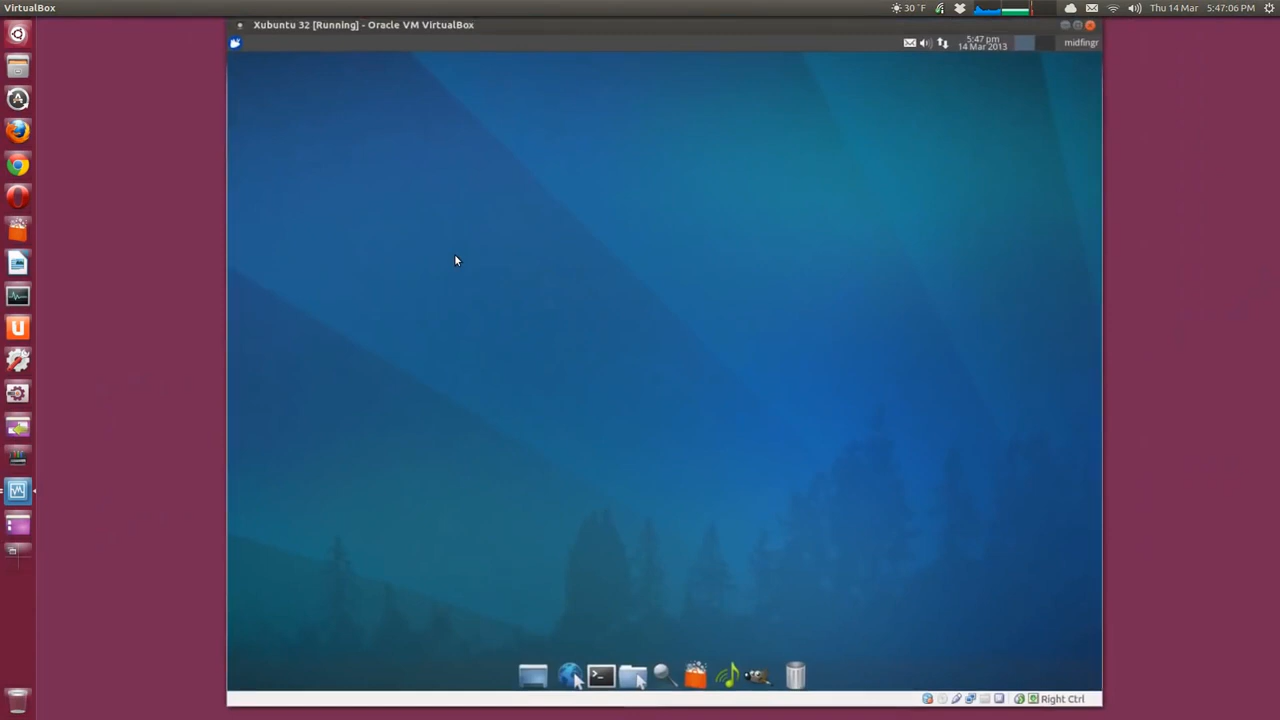 VirtualBox
30 °F
Thu 14 Mar
5:47:06 PM
Xubuntu 32 [Running] - Oracle VM VirtualBox
5:47 pm
14 Mar 2013
midfingr
Right Ctrl